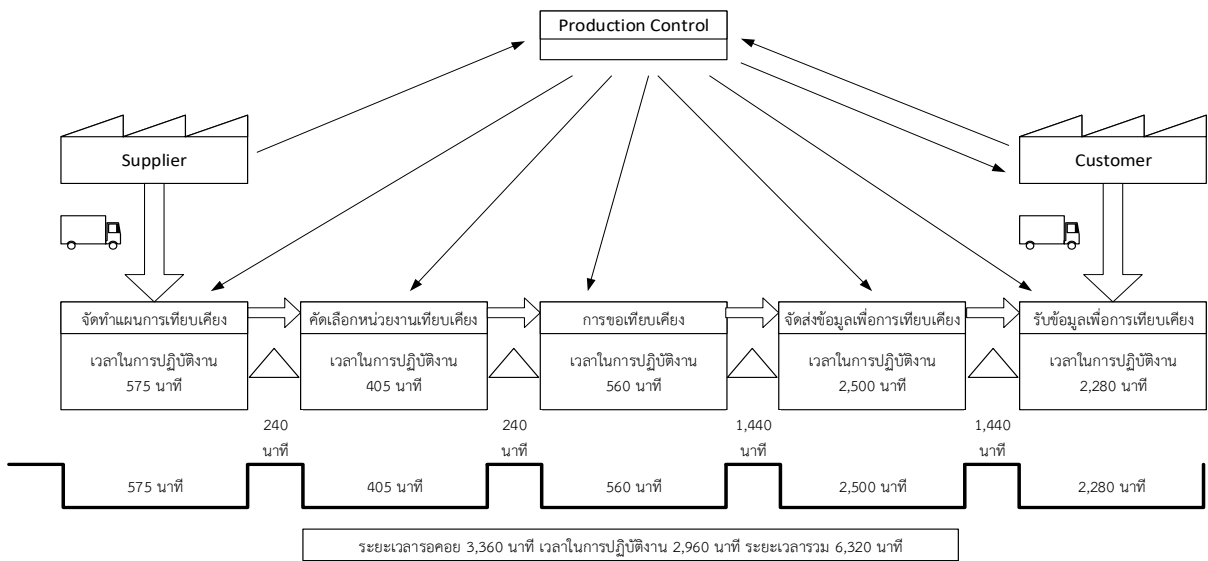 Production Control
Supplier
Customer
จัดทำแผนการเทียบเคียง
คัดเลือกหน่วยงานเทียบเคียง
การขอเทียบเคียง
จัดส่งข้อมูลเพื่อการเทียบเคียง
รับข้อมูลเพื่อการเทียบเคียง
เวลาในการปฏิบัติงาน
575 นาที
เวลาในการปฏิบัติงาน
405 นาที
เวลาในการปฏิบัติงาน
560 นาที
เวลาในการปฏิบัติงาน
2,500 นาที
เวลาในการปฏิบัติงาน
2,280 นาที
240
นาที
240
นาที
1,440
นาที
1,440
นาที
575 นาที
405 นาที
560 นาที
2,500 นาที
2,280 นาที
ระยะเวลารอคอย 3,360 นาที เวลาในการปฏิบัติงาน 2,960 นาที ระยะเวลารวม 6,320 นาที